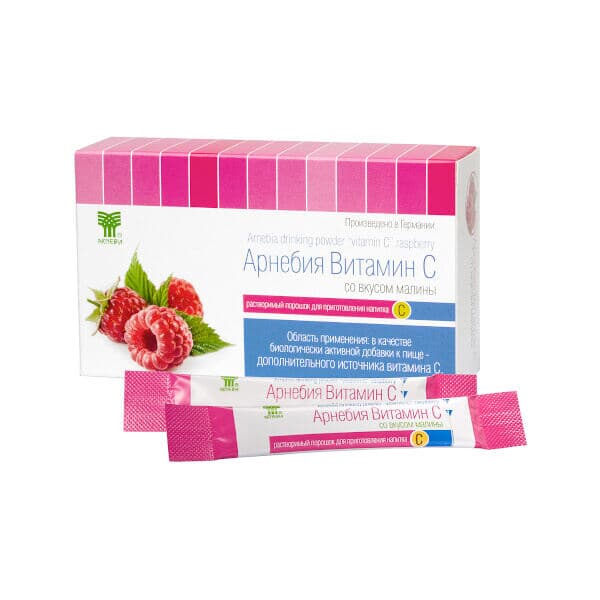 Произведено в Германии
Arnebia drinking powder "vitamin C" raspberry
Арнебия Витамин С
со вкусом малины
растворимый порошок для приготовления напитка С
Область применения: в качестве
биологически активной добавки к пище -
дополнительного источника витамина С
Арнебия Витамин С
Арнебия Витамин С
со вкусом малины
растворимый порошок для приготовления напитка С